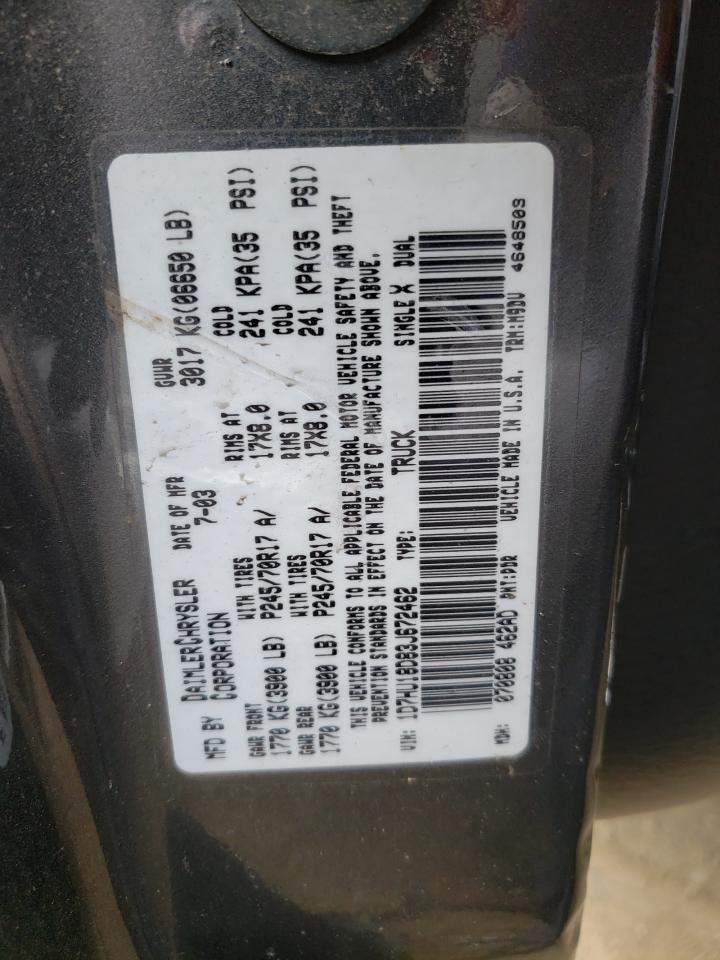 MFD BY DAIMLERCHRYSLER DATE OF MFR GVWR
CORPORATION 7-03 3017 KG(06650 LB)
GAWR FRONT WITH TIRES RIMS AT COLD
1770 KG(3900 LB) P245/70R17 A/ 17X8.0 241 KPA(35 PSI)
GAWR REAR WITH TIRES RIMS AT COLD
1770 KG(3900 LB) P245/70R17 A/ 17X8.0 241 KPA(35 PSI)
THIS VEHICLE CONFORMS TO ALL APPLICABLE FEDERAL MOTOR VEHICLE SAFETY AND THEFT
PREVENTION STANDARDS IN EFFECT ON THE DATE OF MANUFACTURE SHOWN ABOVE.
VIN: 1D7HU18D83J672462 TYPE: TRUCK SINGLE X DUAL
MDH: 070808 462AD PNT:PDR VEHICLE MADE IN U.S.A. TRM:M9DV 4648503